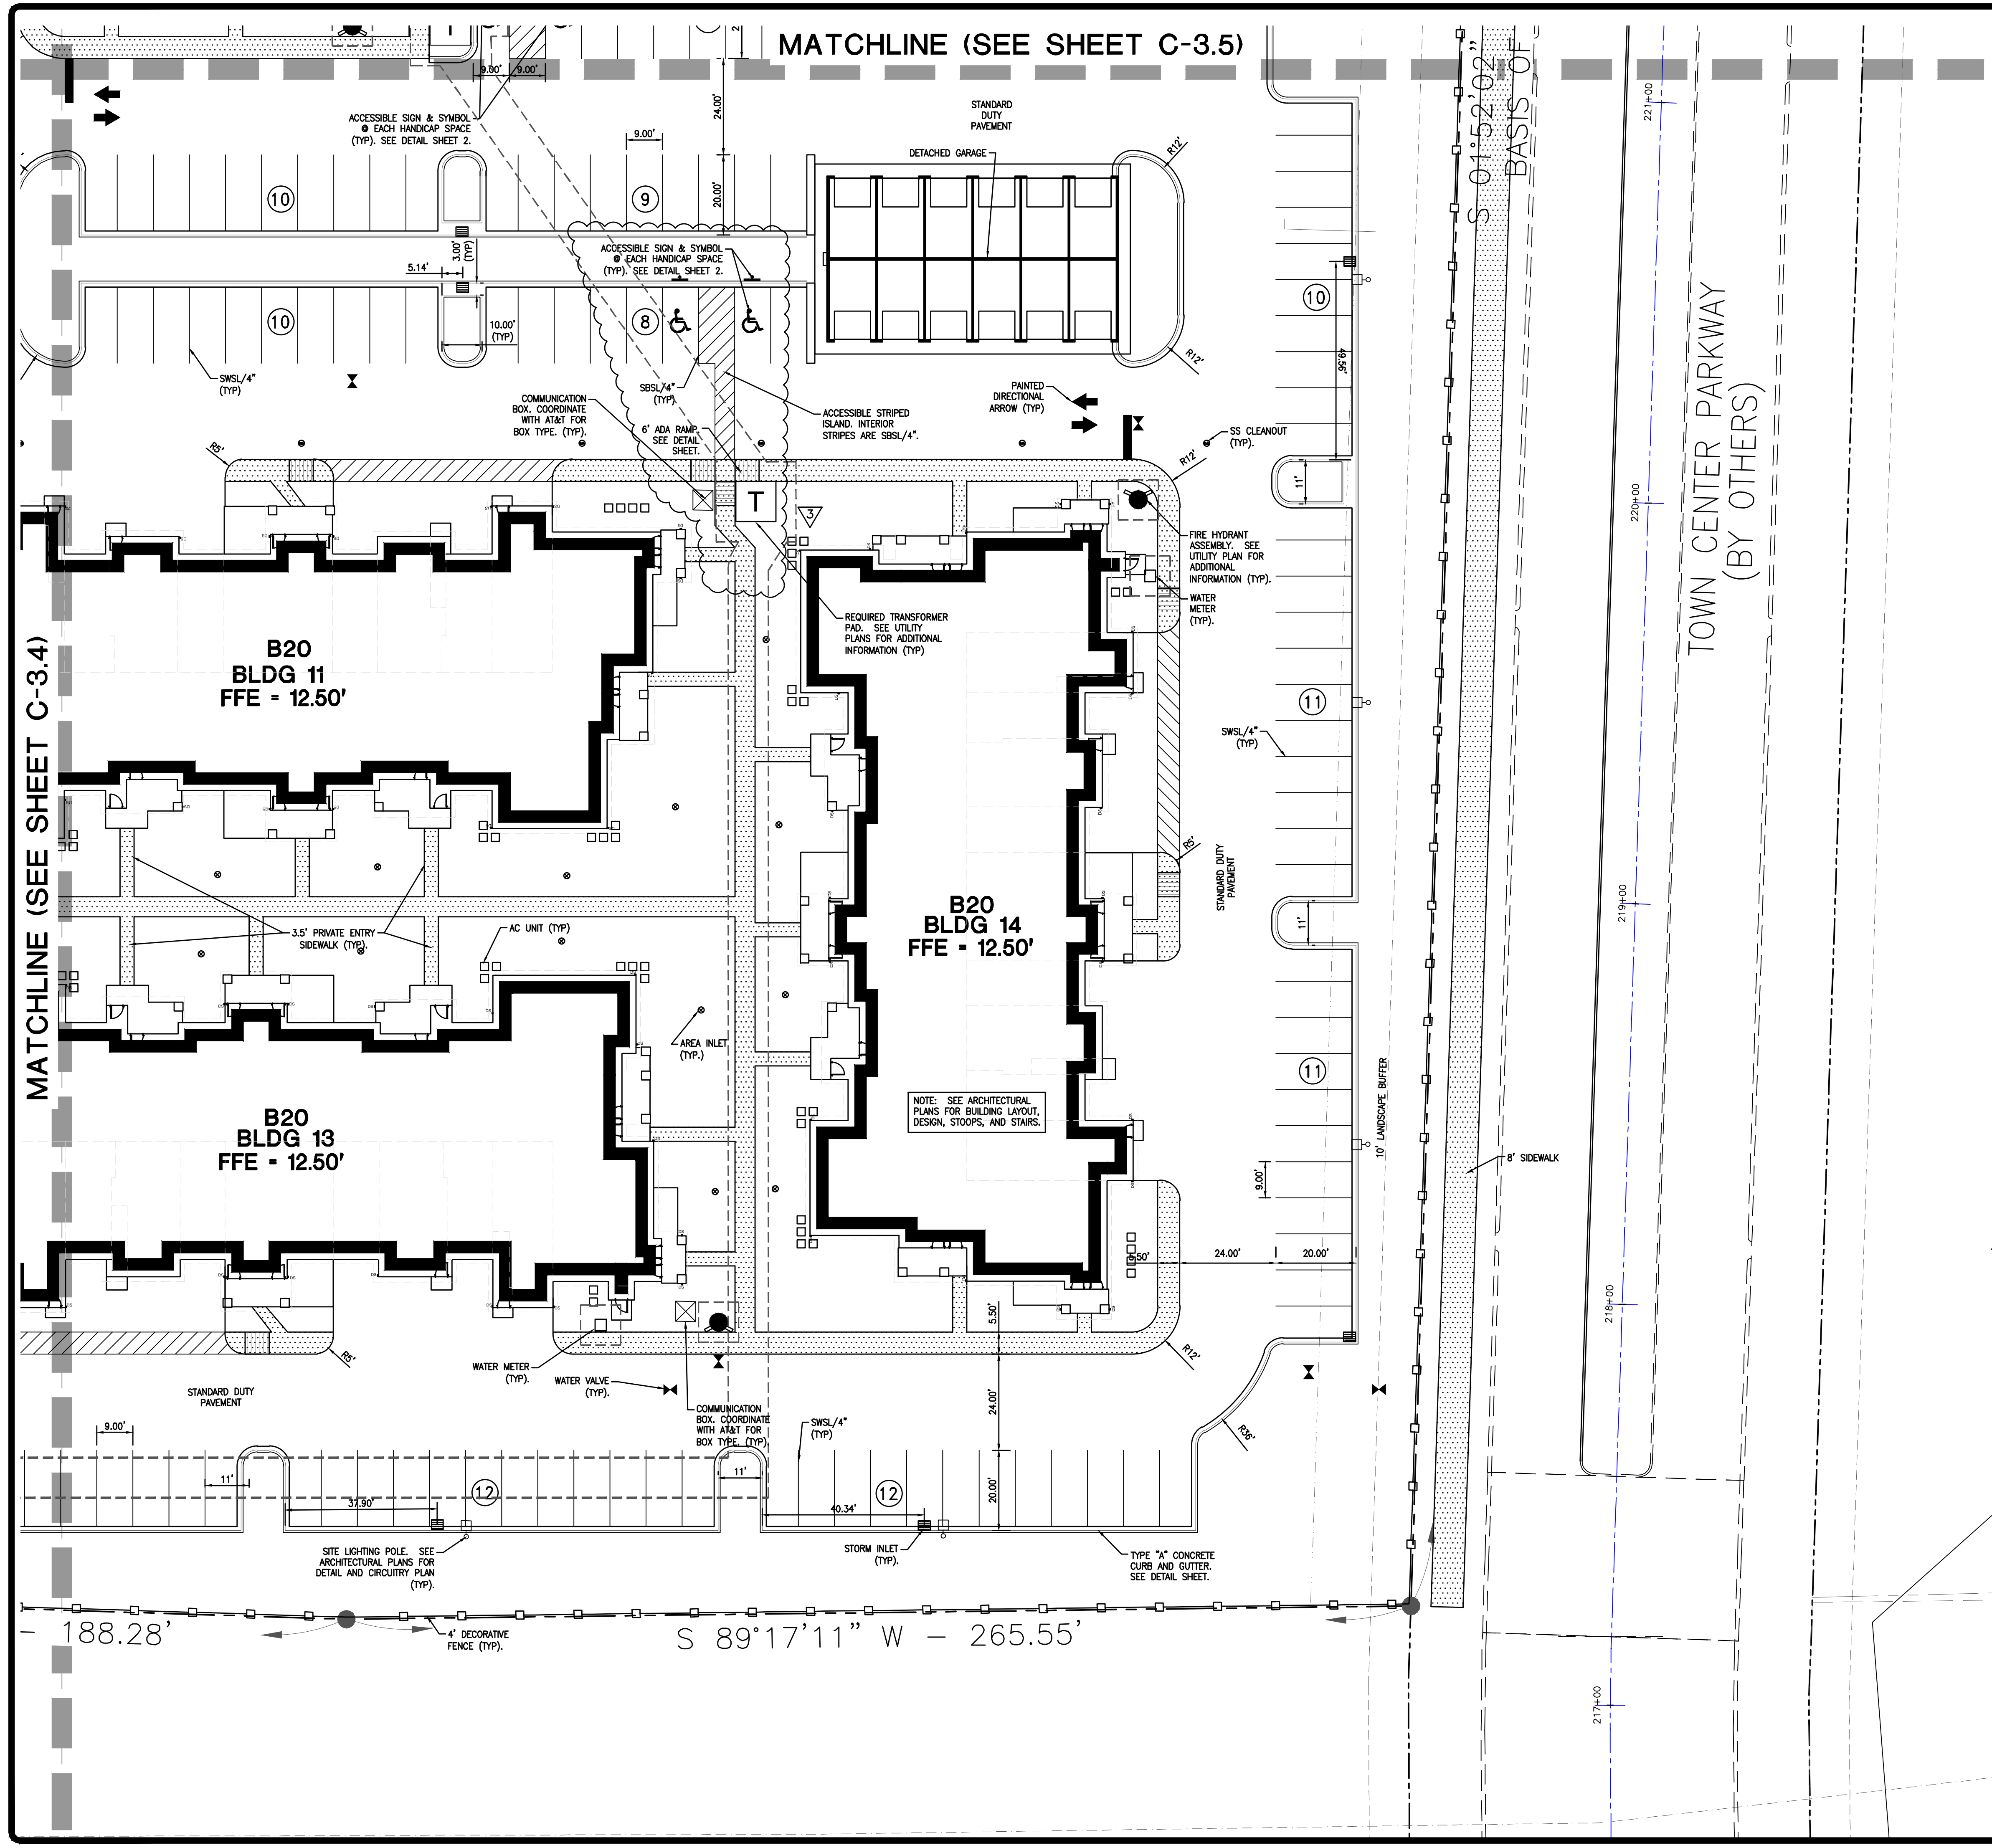 MATCHLINE (SEE SHEET C-3.5)
9.00'
9.00'
24.00'
ACCESSIBLE SIGN & SYMBOL
@ EACH HANDICAP SPACE
(TYP). SEE DETAIL SHEET 2.
9.00'
STANDARD
DUTY
PAVEMENT
DETACHED GARAGE
R12'
20.00'
10
9
3.00'
(TYP)
5.14'
ACCESSIBLE SIGN & SYMBOL
@ EACH HANDICAP SPACE
(TYP). SEE DETAIL SHEET 2.
10
8
10.00'
(TYP)
10
49.56'
R12'
SWSL/4"
(TYP)
SBSL/4"
(TYP)
COMMUNICATION
BOX. COORDINATE
WITH AT&T FOR
BOX TYPE. (TYP).
6' ADA RAMP
SEE DETAIL
SHEET.
ACCESSIBLE STRIPED
ISLAND. INTERIOR
STRIPES ARE SBSL/4".
PAINTED
DIRECTIONAL
ARROW (TYP)
SS CLEANOUT
(TYP).
R5'
R12'
11'
T
3
FIRE HYDRANT
ASSEMBLY. SEE
UTILITY PLAN FOR
ADDITIONAL
INFORMATION (TYP).
WATER
METER
(TYP).
REQUIRED TRANSFORMER
PAD. SEE UTILITY
PLANS FOR ADDITIONAL
INFORMATION (TYP)
B20
BLDG 11
FFE = 12.50'
MATCHLINE (SEE SHEET C-3.4)
11
SWSL/4"
(TYP)
R5'
STANDARD DUTY
PAVEMENT
B20
BLDG 14
FFE = 12.50'
11'
3.5' PRIVATE ENTRY
SIDEWALK (TYP).
AC UNIT (TYP)
AREA INLET
(TYP.)
11
NOTE: SEE ARCHITECTURAL
PLANS FOR BUILDING LAYOUT,
DESIGN, STOOPS, AND STAIRS.
B20
BLDG 13
FFE = 12.50'
10' LANDSCAPE BUFFER
8' SIDEWALK
9.00'
5.50'
24.00'
20.00'
5.50'
R5'
R12'
WATER METER
(TYP).
WATER VALVE
(TYP).
STANDARD DUTY
PAVEMENT
COMMUNICATION
BOX. COORDINATE
WITH AT&T FOR
BOX TYPE. (TYP)
24.00'
SWSL/4"
(TYP)
R36'
9.00'
11'
12
37.90'
11'
12
40.34'
20.00'
SITE LIGHTING POLE. SEE
ARCHITECTURAL PLANS FOR
DETAIL AND CIRCUITRY PLAN
(TYP).
STORM INLET
(TYP).
TYPE "A" CONCRETE
CURB AND GUTTER.
SEE DETAIL SHEET.
- 188.28'
4' DECORATIVE
FENCE (TYP).
S 89°17'11" W - 265.55'
S 01°52'02"
BASIS OF
TOWN CENTER PARKWAY
(BY OTHERS)
221+00
220+00
219+00
218+00
217+00